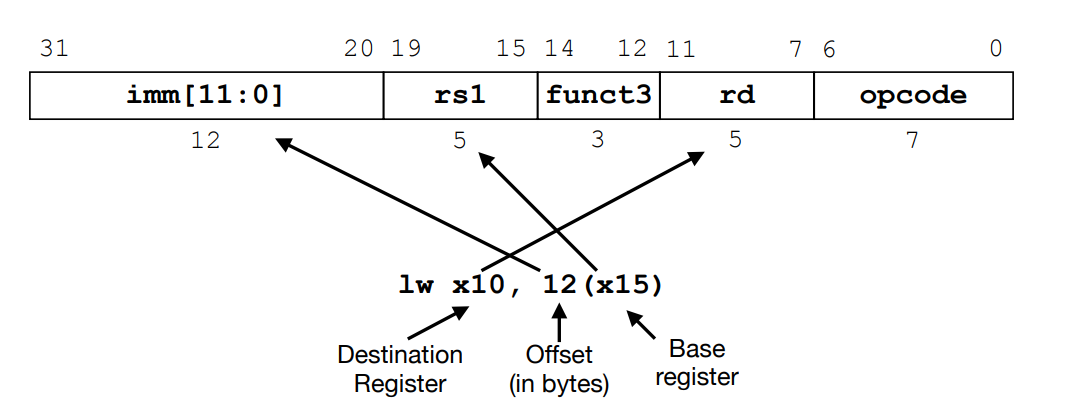 31 20 19 15 14 12 11 7 6 0
imm[11:0] rs1 funct3 rd opcode
12 5 3 5 7
lw x10, 12(x15)
Destination Register
Offset (in bytes)
Base register